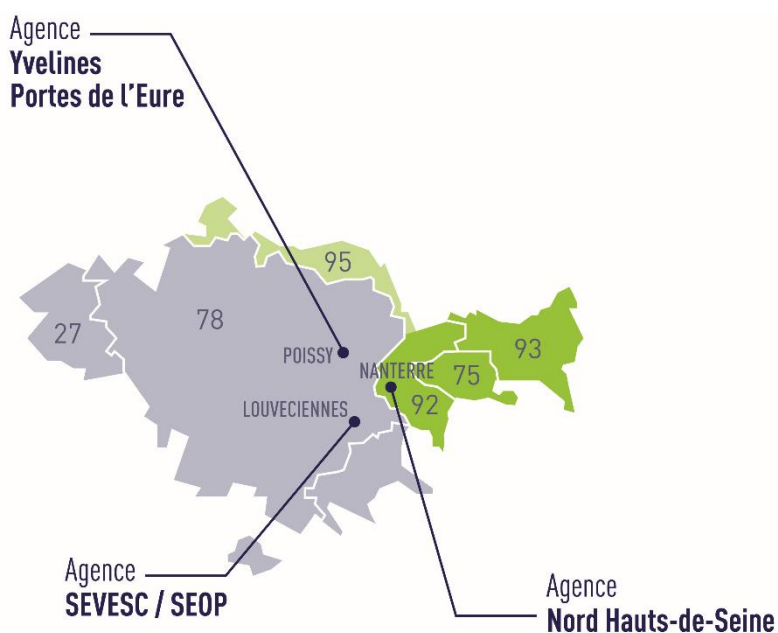 Agence
Yvelines
Portes de l'Eure
95
27
78
93
POISSY
NANTERRE
75
LOUVECIENNES
92
Agence
SEVESC / SEOP
Agence
Nord Hauts-de-Seine